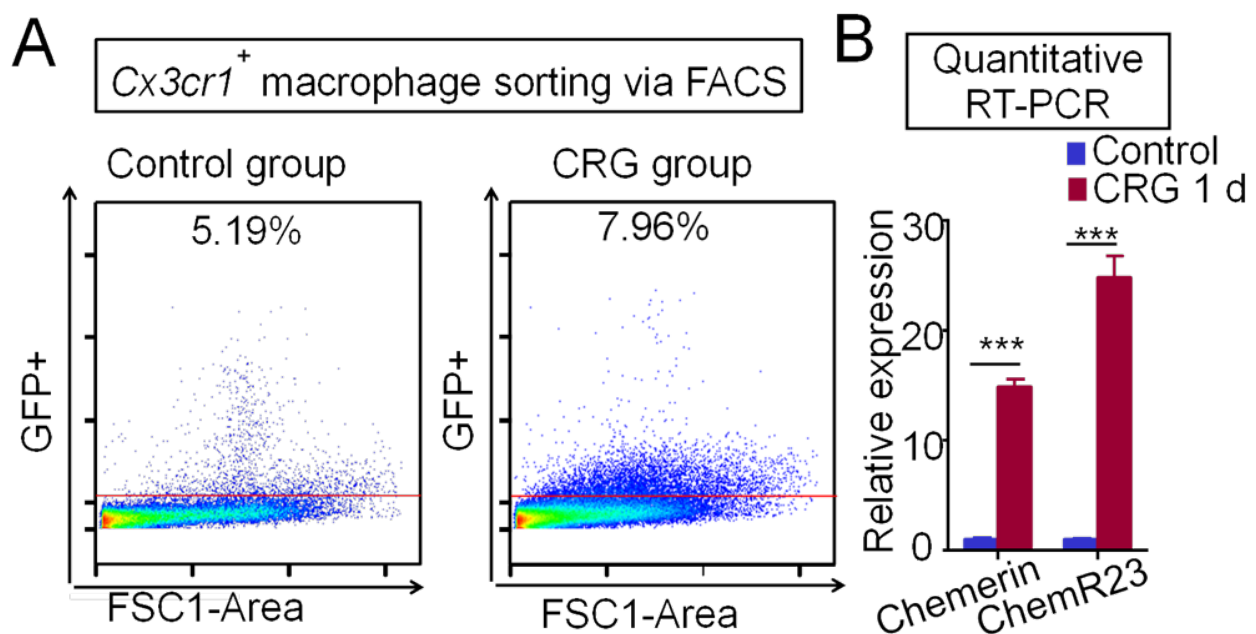 A
Cx3cr1+ macrophage sorting via FACS
Control group
5.19%
GFP+
FSC1-Area
CRG group
7.96%
GFP+
FSC1-Area
B
Quantitative
RT-PCR
Control
CRG 1 d
Relative expression
30
20
10
0
***
***
Chemerin
ChemR23